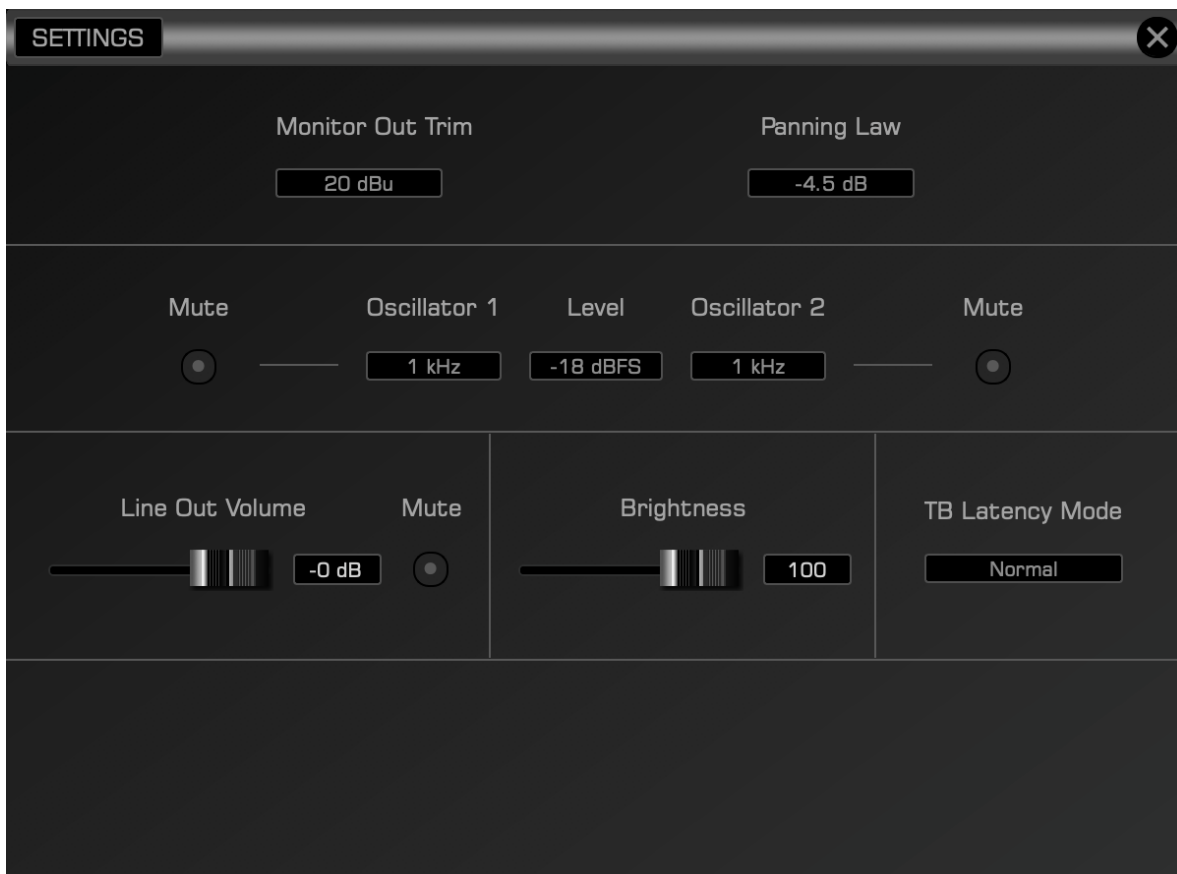 SETTINGS
Monitor Out Trim
Panning Law
20 dBu
-4.5 dB
Mute
Oscillator 1
Level
Oscillator 2
Mute
1 kHz
-18 dBFS
1 kHz
Line Out Volume
Mute
Brightness
TB Latency Mode
-0 dB
100
Normal